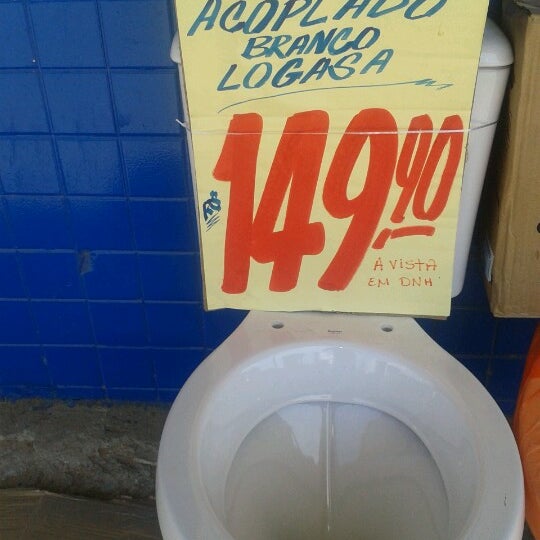 ACOPLADO
BRANCO
LOGASA
R$ 149,90
À VISTA
EM DNH